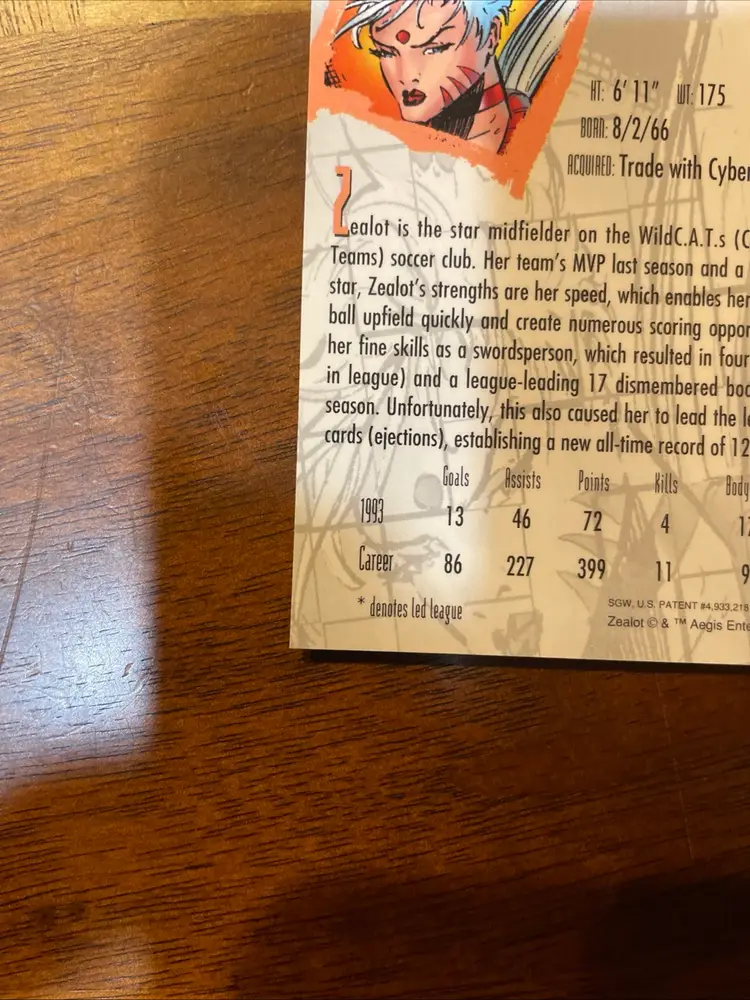 HT: 6' 11" WT: 175
BORN: 8/2/66
ACQUIRED: Trade with Cyber
Zealot is the star midfielder on the WildC.A.T.s (C
Teams) soccer club. Her team's MVP last season and a
star, Zealot's strengths are her speed, which enables her
ball upfield quickly and create numerous scoring oppor
her fine skills as a swordsperson, which resulted in four
in league) and a league-leading 17 dismembered bod
season. Unfortunately, this also caused her to lead the le
cards (ejections), establishing a new all-time record of 12
Goals Assists Points Kills Body
1993 13 46 72 4 17
Career 86 227 399 11 9
* denotes led league
SGW, U.S. PATENT #4,933,218
Zealot © & ™ Aegis Ente